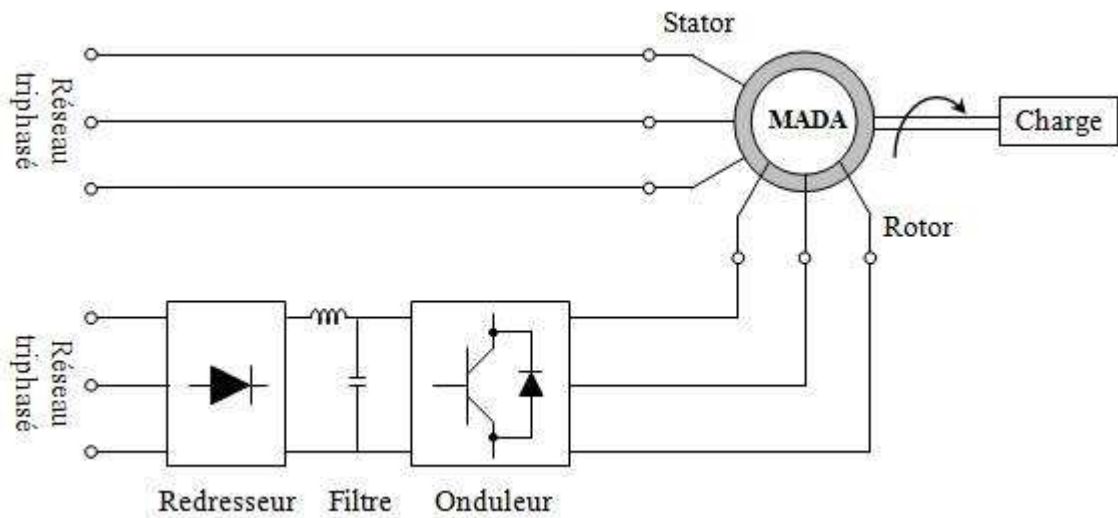 Stator
Réseau
triphasé
MADA
Charge
Rotor
Réseau
triphasé
Redresseur
Filtre
Onduleur